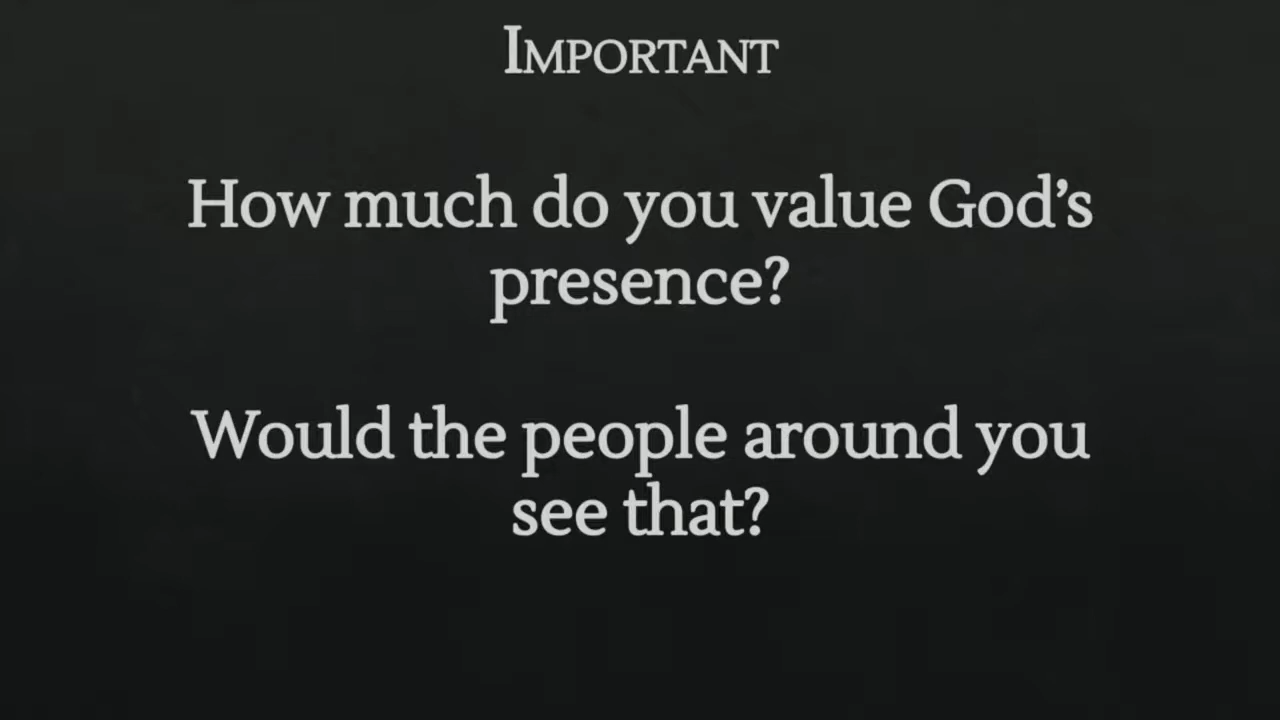 IMPORTANT
How much do you value God’s
presence?
Would the people around you
see that?